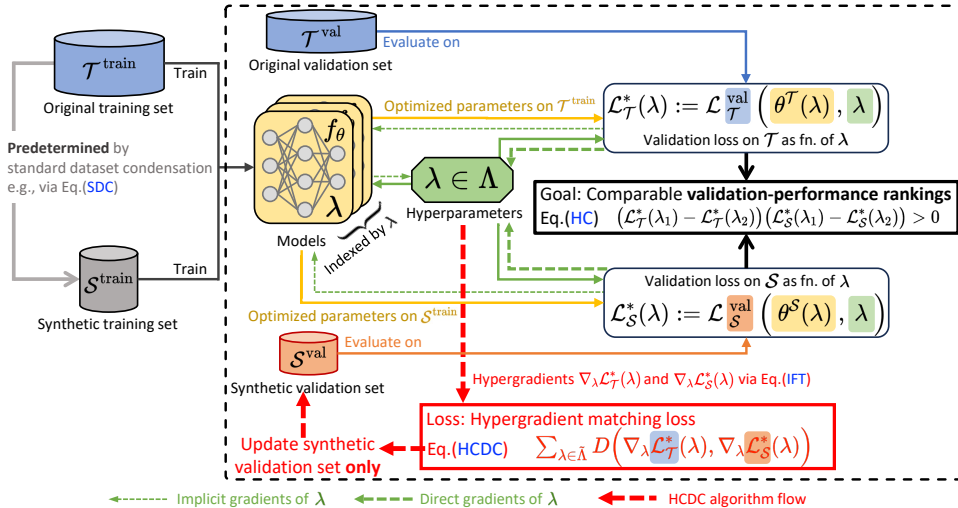 𝒯^train
Original training set
Train
Predetermined by
standard dataset condensation
e.g., via Eq.(SDC)
𝒮^train
Synthetic training set
Train
𝒯^val
Original validation set
Evaluate on
Optimized parameters on 𝒯^train
f_θ
λ
Models
Indexed by λ
λ ∈ Λ
Hyperparameters
ℒ*_𝒯(λ) := ℒ^val_𝒯 (θ^𝒯(λ), λ)
Validation loss on 𝒯 as fn. of λ
Goal: Comparable validation-performance rankings
Eq.(HC) (ℒ*_𝒯(λ₁) − ℒ*_𝒯(λ₂))(ℒ*_𝒮(λ₁) − ℒ*_𝒮(λ₂)) > 0
Validation loss on 𝒮 as fn. of λ
ℒ*_𝒮(λ) := ℒ^val_𝒮 (θ^𝒮(λ), λ)
Optimized parameters on 𝒮^train
𝒮^val
Evaluate on
Synthetic validation set
Hypergradients ∇_λℒ*_𝒯(λ) and ∇_λℒ*_𝒮(λ) via Eq.(IFT)
Loss: Hypergradient matching loss
Eq.(HCDC) ∑_{λ∈Λ̃} D(∇_λℒ*_𝒯(λ), ∇_λℒ*_𝒮(λ))
Update synthetic
validation set only
Implicit gradients of λ
Direct gradients of λ
HCDC algorithm flow